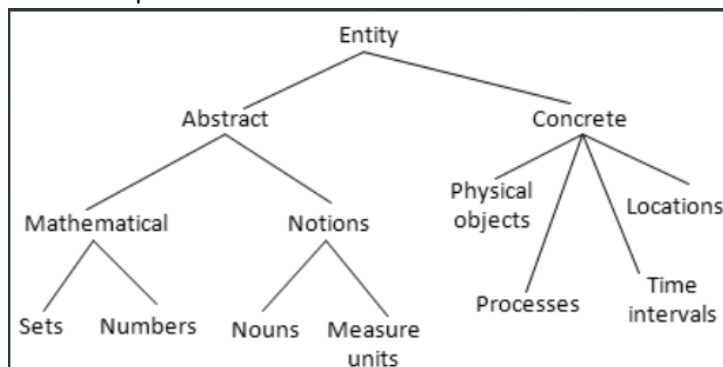 Entity
Abstract
Concrete
Physical
objects
Locations
Mathematical
Notions
Processes
Time
intervals
Sets
Numbers
Nouns
Measure
units